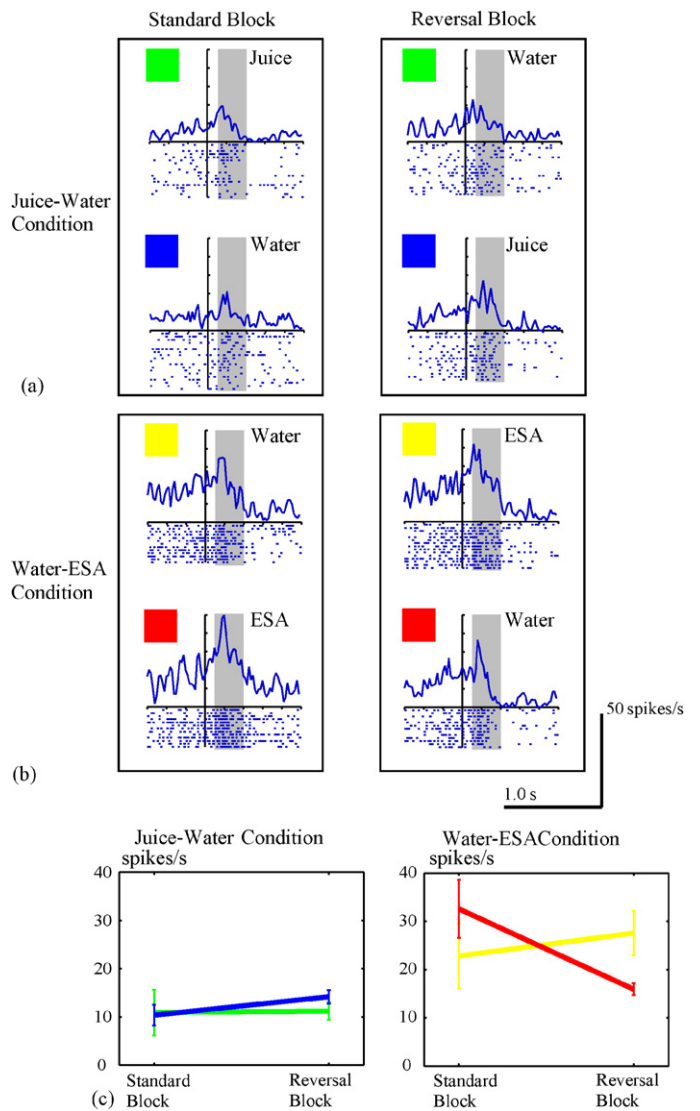 Standard Block
Reversal Block
Juice
Water
Juice-Water
Condition
Water
Juice
(a)
Water
ESA
Water-ESA
Condition
ESA
Water
50 spikes/s
(b)
1.0 s
Juice-Water Condition
Water-ESACondition
spikes/s
spikes/s
40
40
30
30
20
20
10
10
0
0
Standard
Block
Reversal
Block
Standard
Block
Reversal
Block
(c)